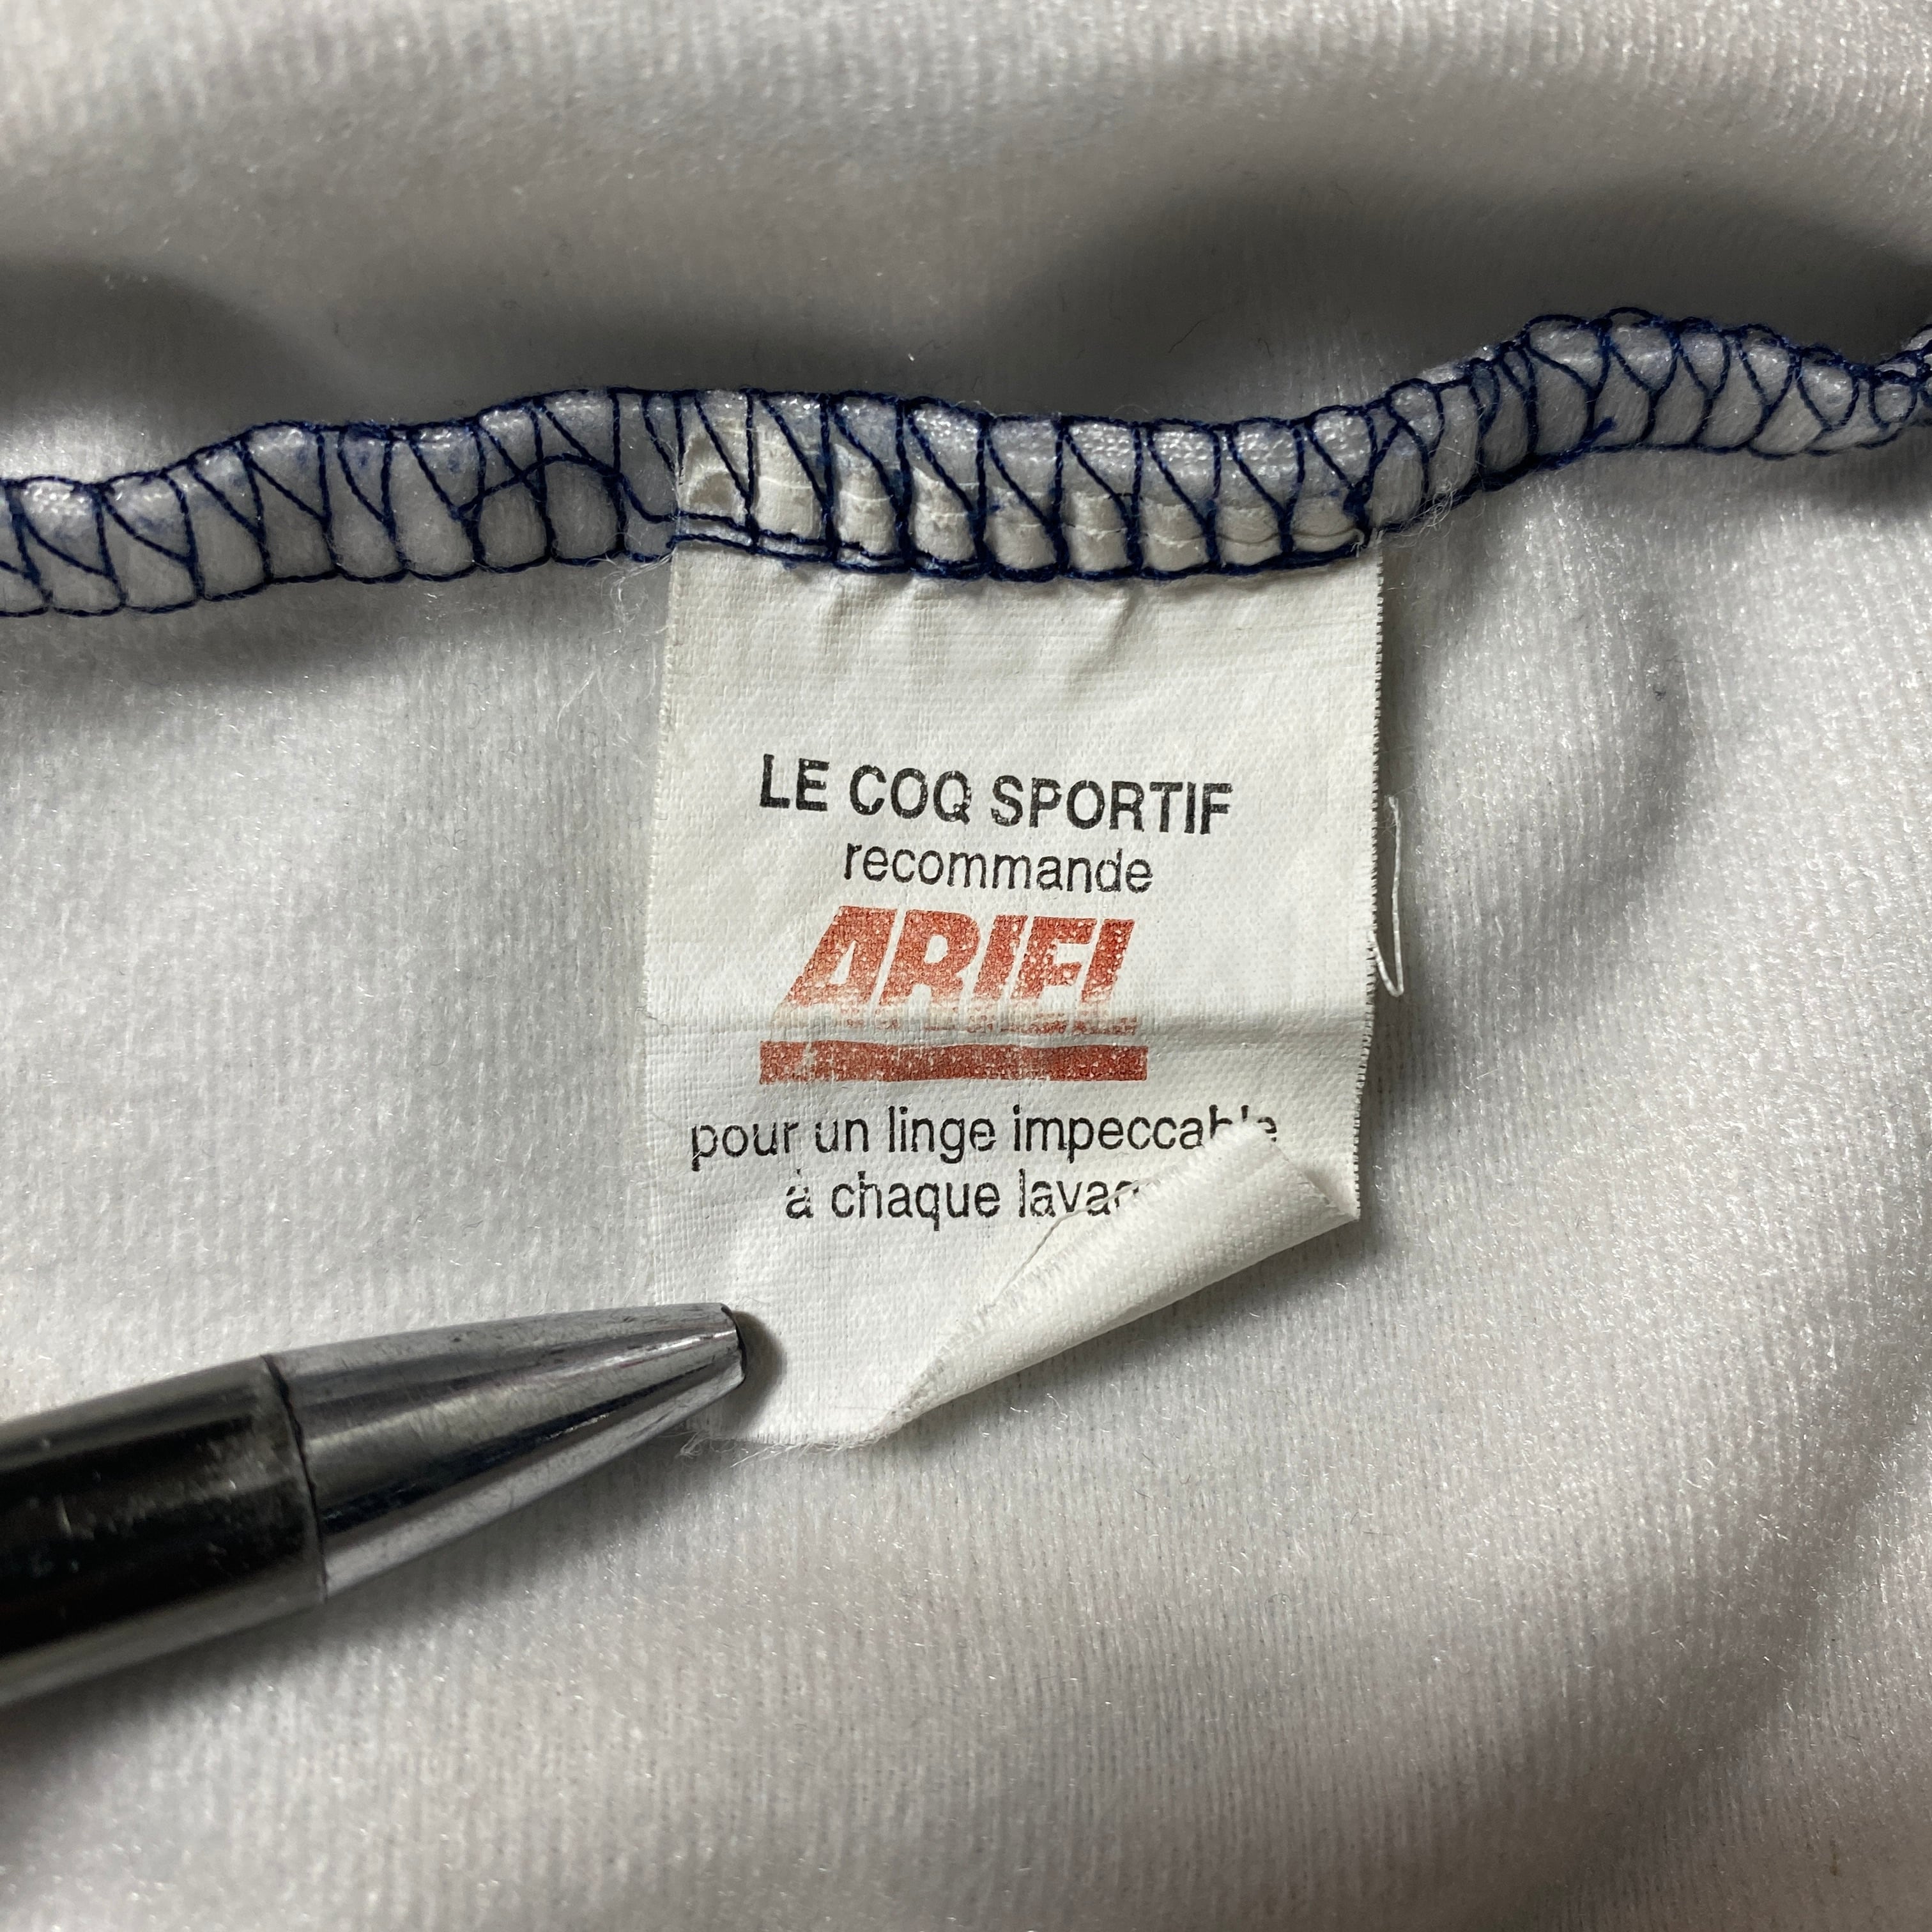 LE COQ SPORTIF
recommande
ARIEL
pour un linge impeccable
à chaque lavag